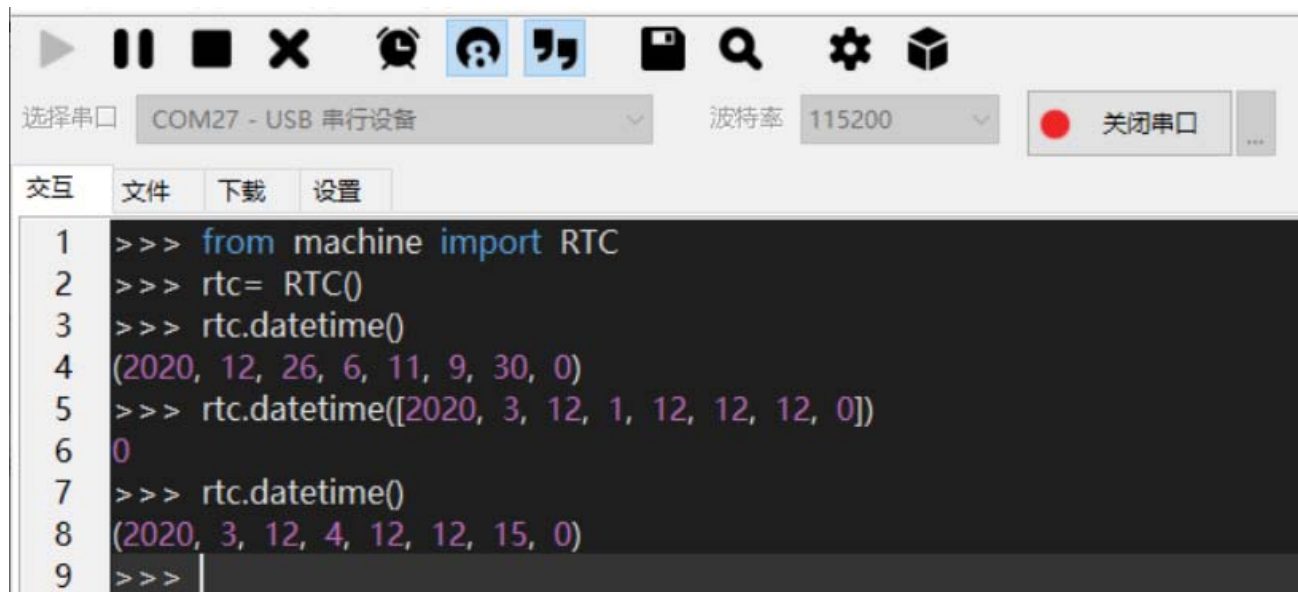 选择串口 COM27 - USB 串行设备 波特率 115200 关闭串口 ...
交互 文件 下载 设置
1 >>> from machine import RTC
2 >>> rtc= RTC()
3 >>> rtc.datetime()
4 (2020, 12, 26, 6, 11, 9, 30, 0)
5 >>> rtc.datetime([2020, 3, 12, 1, 12, 12, 12, 0])
6 0
7 >>> rtc.datetime()
8 (2020, 3, 12, 4, 12, 12, 15, 0)
9 >>>